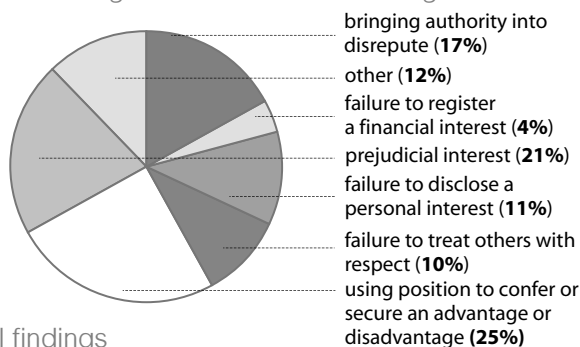 bringing authority into
disrepute (17%)
other (12%)
failure to register
a financial interest (4%)
prejudicial interest (21%)
failure to disclose a
personal interest (11%)
failure to treat others with
respect (10%)
using position to confer or
secure an advantage or
disadvantage (25%)
findings